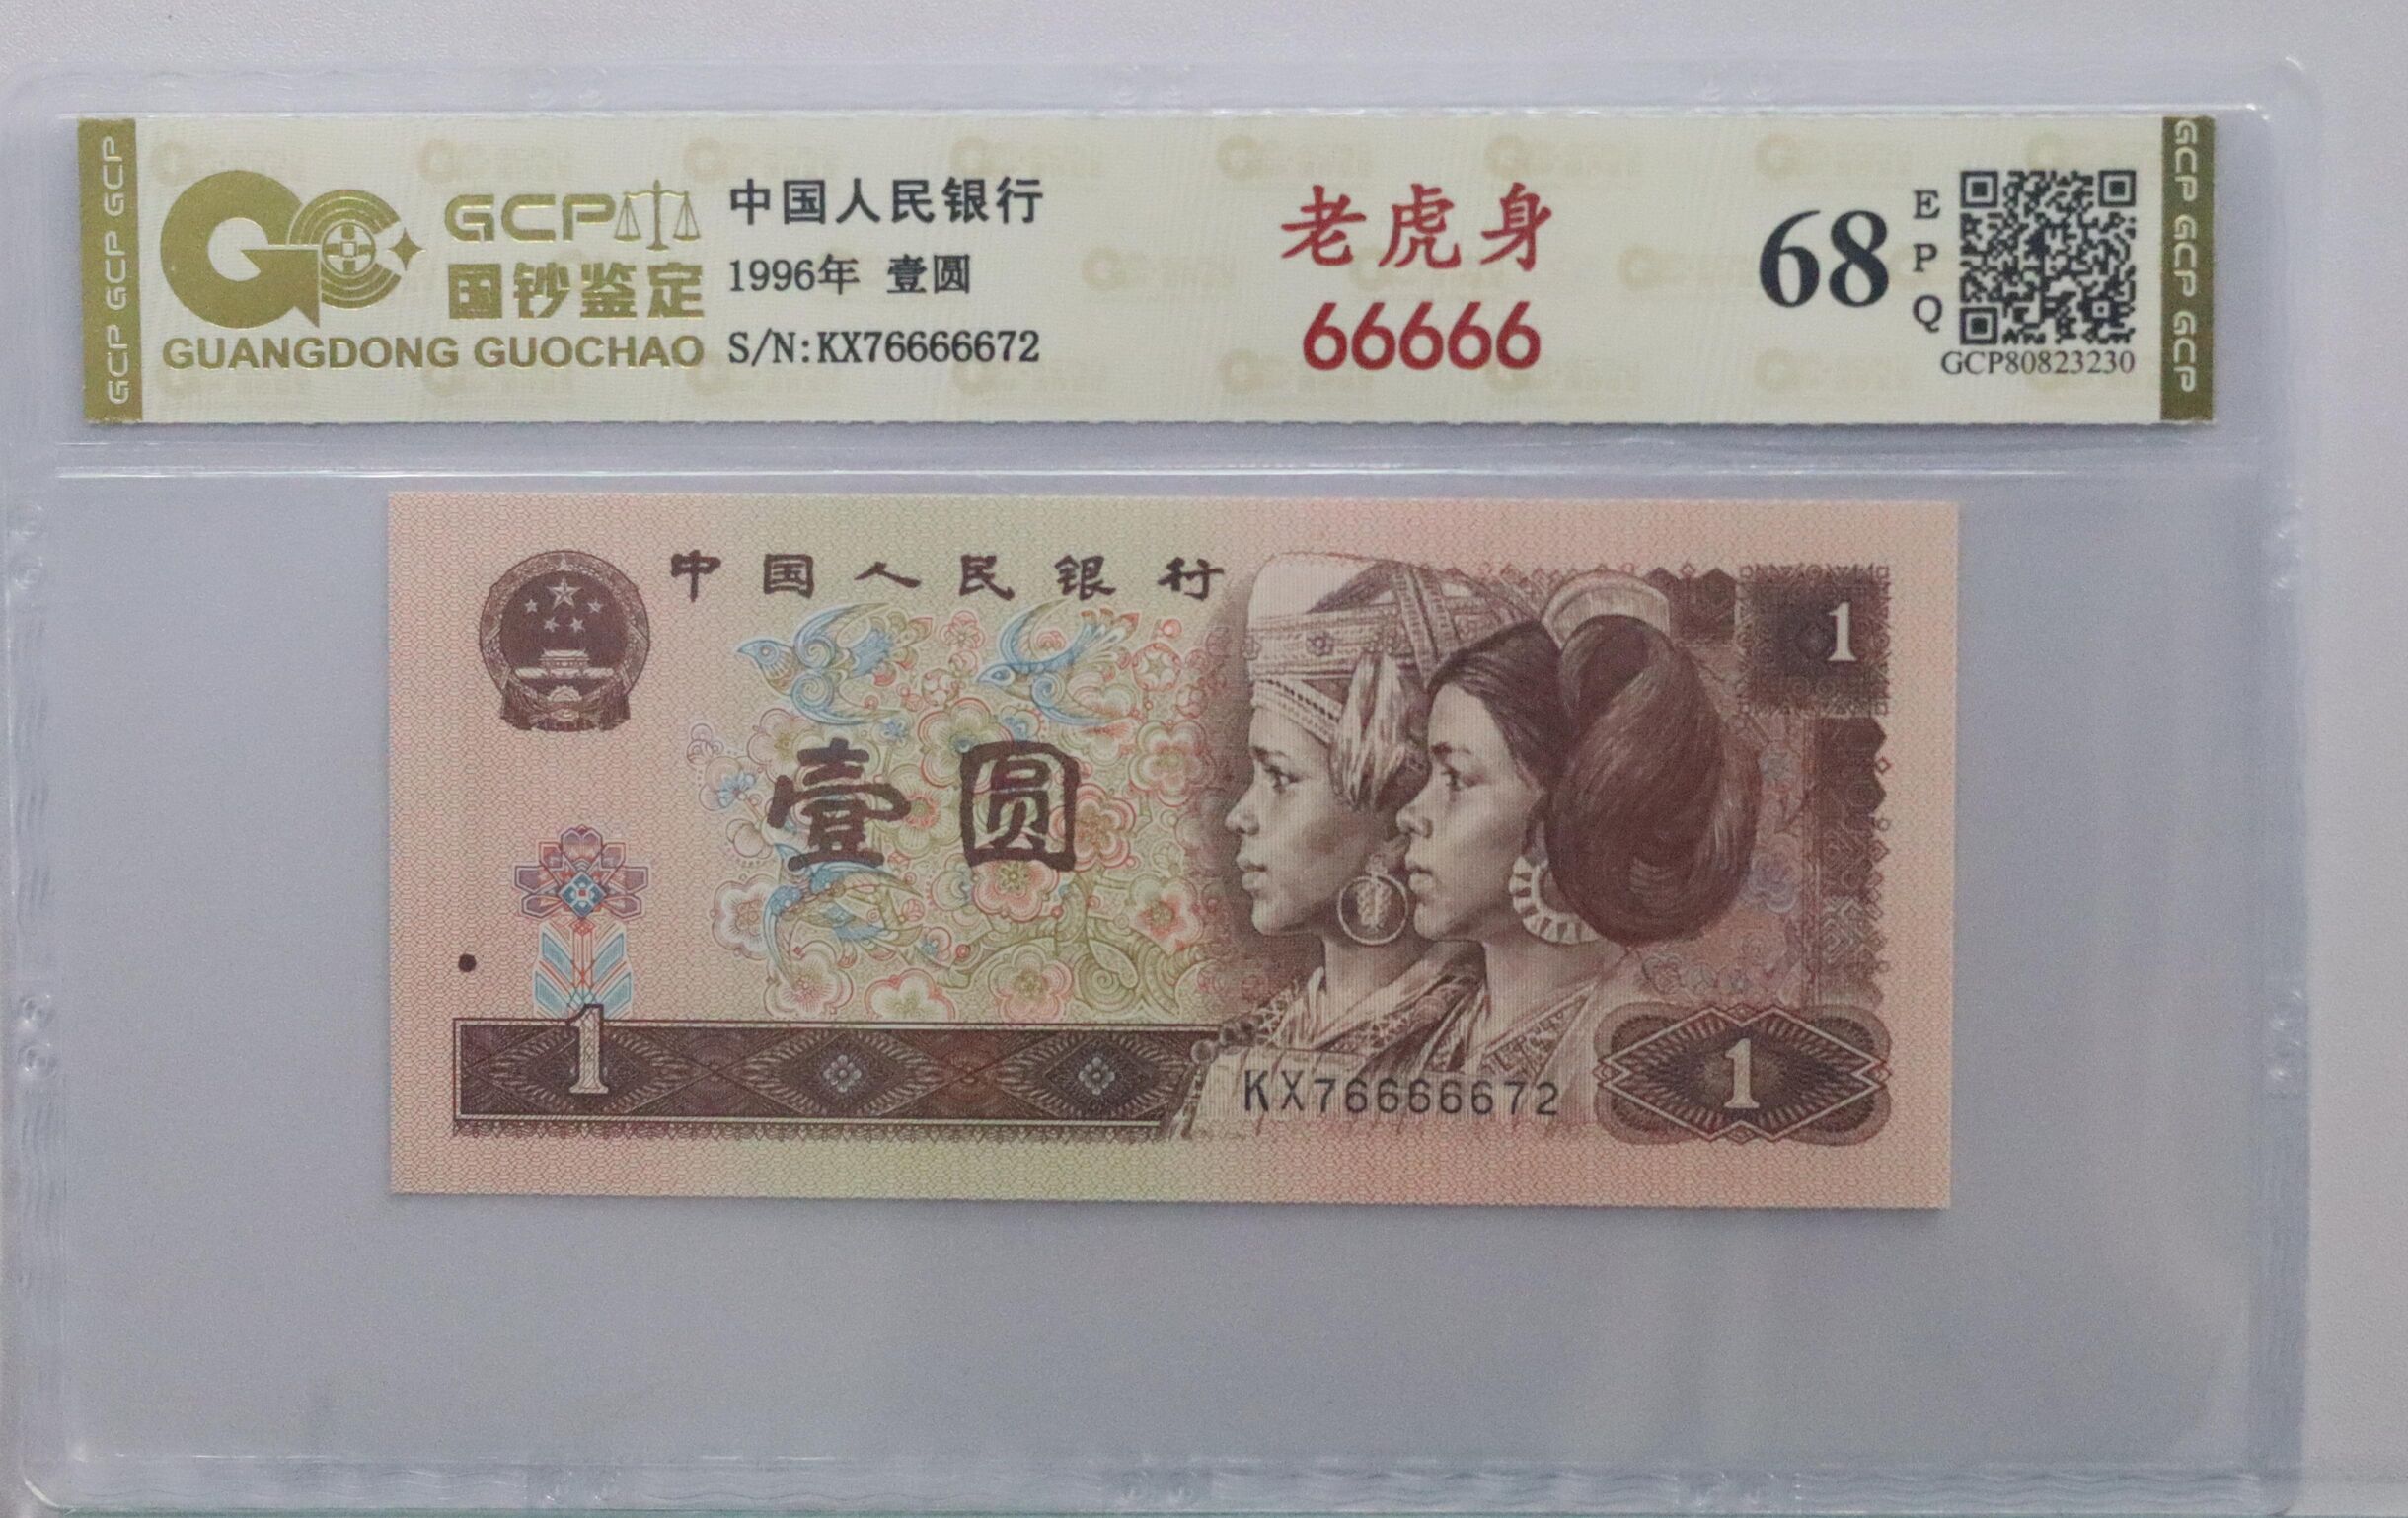 GCP GCP GCP
GCP
国钞鉴定
GUANGDONG GUOCHAO
中国人民银行
1996年 壹圆
S/N:KX76666672
老虎身
66666
68
EPQ
GCP80823230
GCP GCP GCP GCP
中国人民银行
1
壹圆
1
KX76666672
1